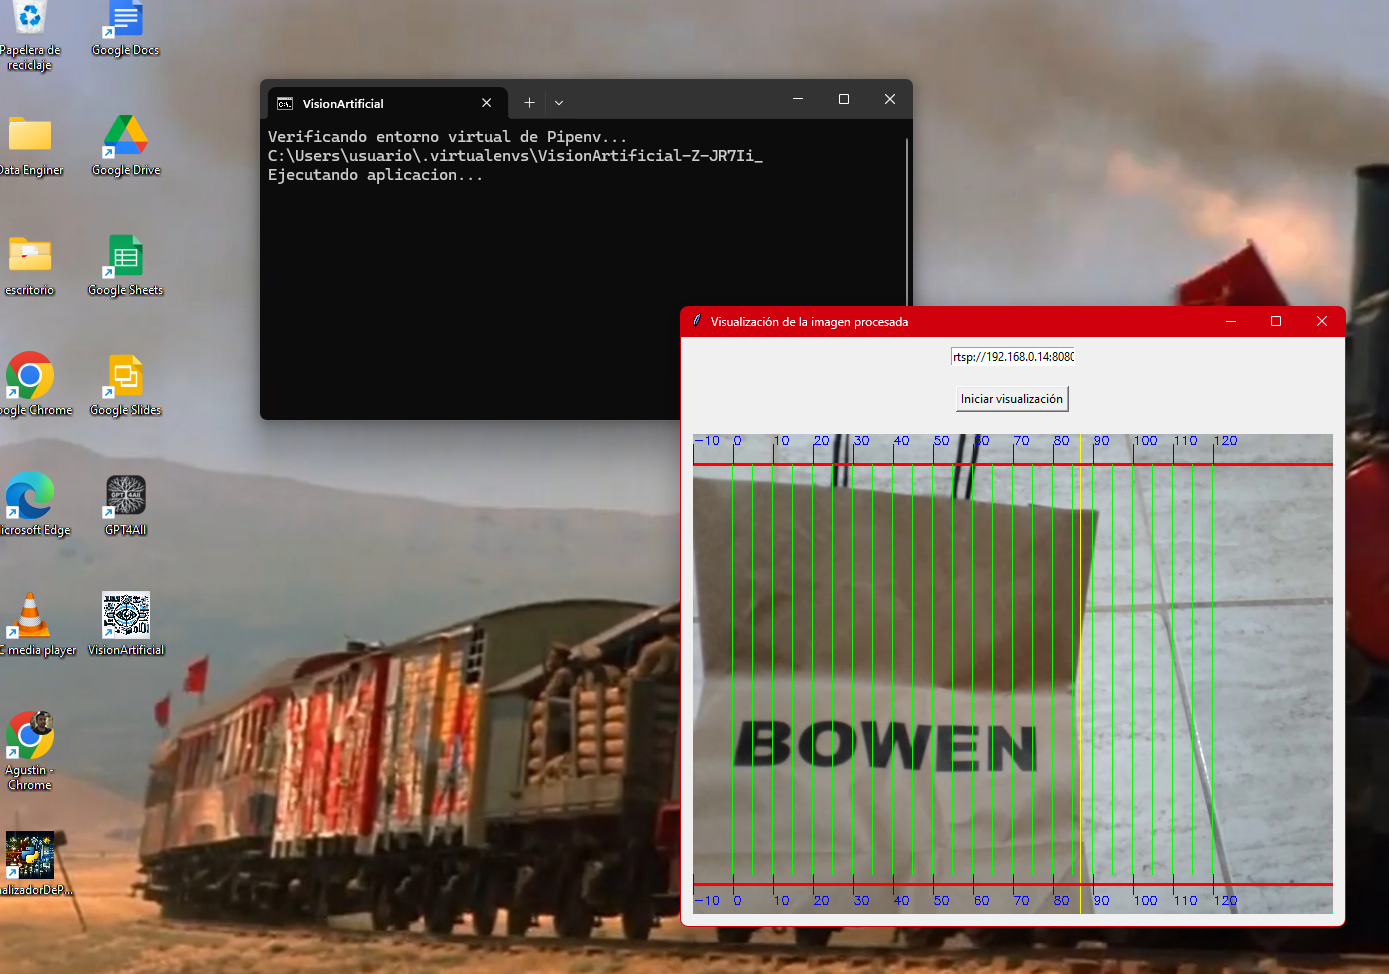 Papelera de
reciclaje
Google Docs
Data Enginer
Google Drive
escritorio
Google Sheets
oogle Chrome
Google Slides
icrosoft Edge
GPT4All
GPT4All
C media player
VisionArtificial
Agustin -
Chrome
nalizadorDeP...
VisionArtificial
Verificando entorno virtual de Pipenv...
C:\Users\usuario\.virtualenvs\VisionArtificial-Z-JR7Ii_
Ejecutando aplicacion...
Visualización de la imagen procesada
rtsp://192.168.0.14:8080
Iniciar visualización
-10 0 10 20 30 40 50 60 70 80 90 100 110 120
BOWEN
-10 0 10 20 30 40 50 60 70 80 90 100 110 120